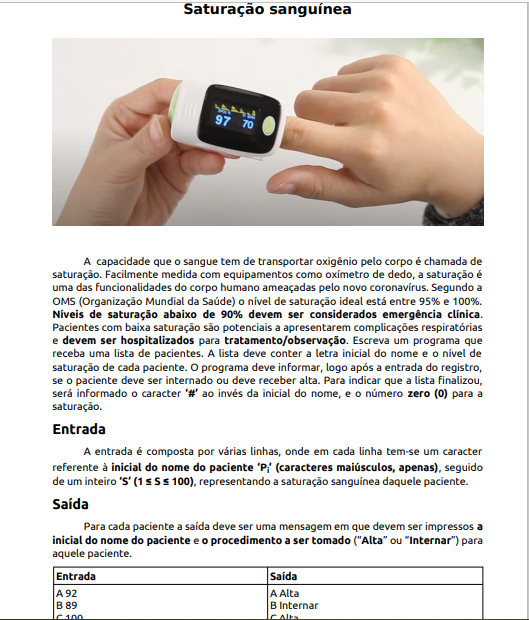 Saturação sanguínea
97 70
A capacidade que o sangue tem de transportar oxigênio pelo corpo é chamada de
saturação. Facilmente medida com equipamentos como oxímetro de dedo, a saturação é
uma das funcionalidades do corpo humano ameaçadas pelo novo coronavírus. Segundo a
OMS (Organização Mundial da Saúde) o nível de saturação ideal está entre 95% e 100%.
Níveis de saturação abaixo de 90% devem ser considerados emergência clínica.
Pacientes com baixa saturação são potenciais a apresentarem complicações respiratórias
e devem ser hospitalizados para tratamento/observação. Escreva um programa que
receba uma lista de pacientes. A lista deve conter a letra inicial do nome e o nível de
saturação de cada paciente. O programa deve informar, logo após a entrada do registro,
se o paciente deve ser internado ou deve receber alta. Para indicar que a lista finalizou,
será informado o caracter ‘#’ ao invés da inicial do nome, e o número zero (0) para a
saturação.
Entrada
A entrada é composta por várias linhas, onde em cada linha tem-se um caracter
referente à inicial do nome do paciente ‘Pi’ (caracteres maiúsculos, apenas), seguido
de um inteiro ‘S’ (1 ≤ S ≤ 100), representando a saturação sanguínea daquele paciente.
Saída
Para cada paciente a saída deve ser uma mensagem em que devem ser impressos a
inicial do nome do paciente e o procedimento a ser tomado (“Alta” ou “Internar”) para
aquele paciente.
Entrada Saída
A 92 A Alta
B 89 B Internar
C 100 C Alta